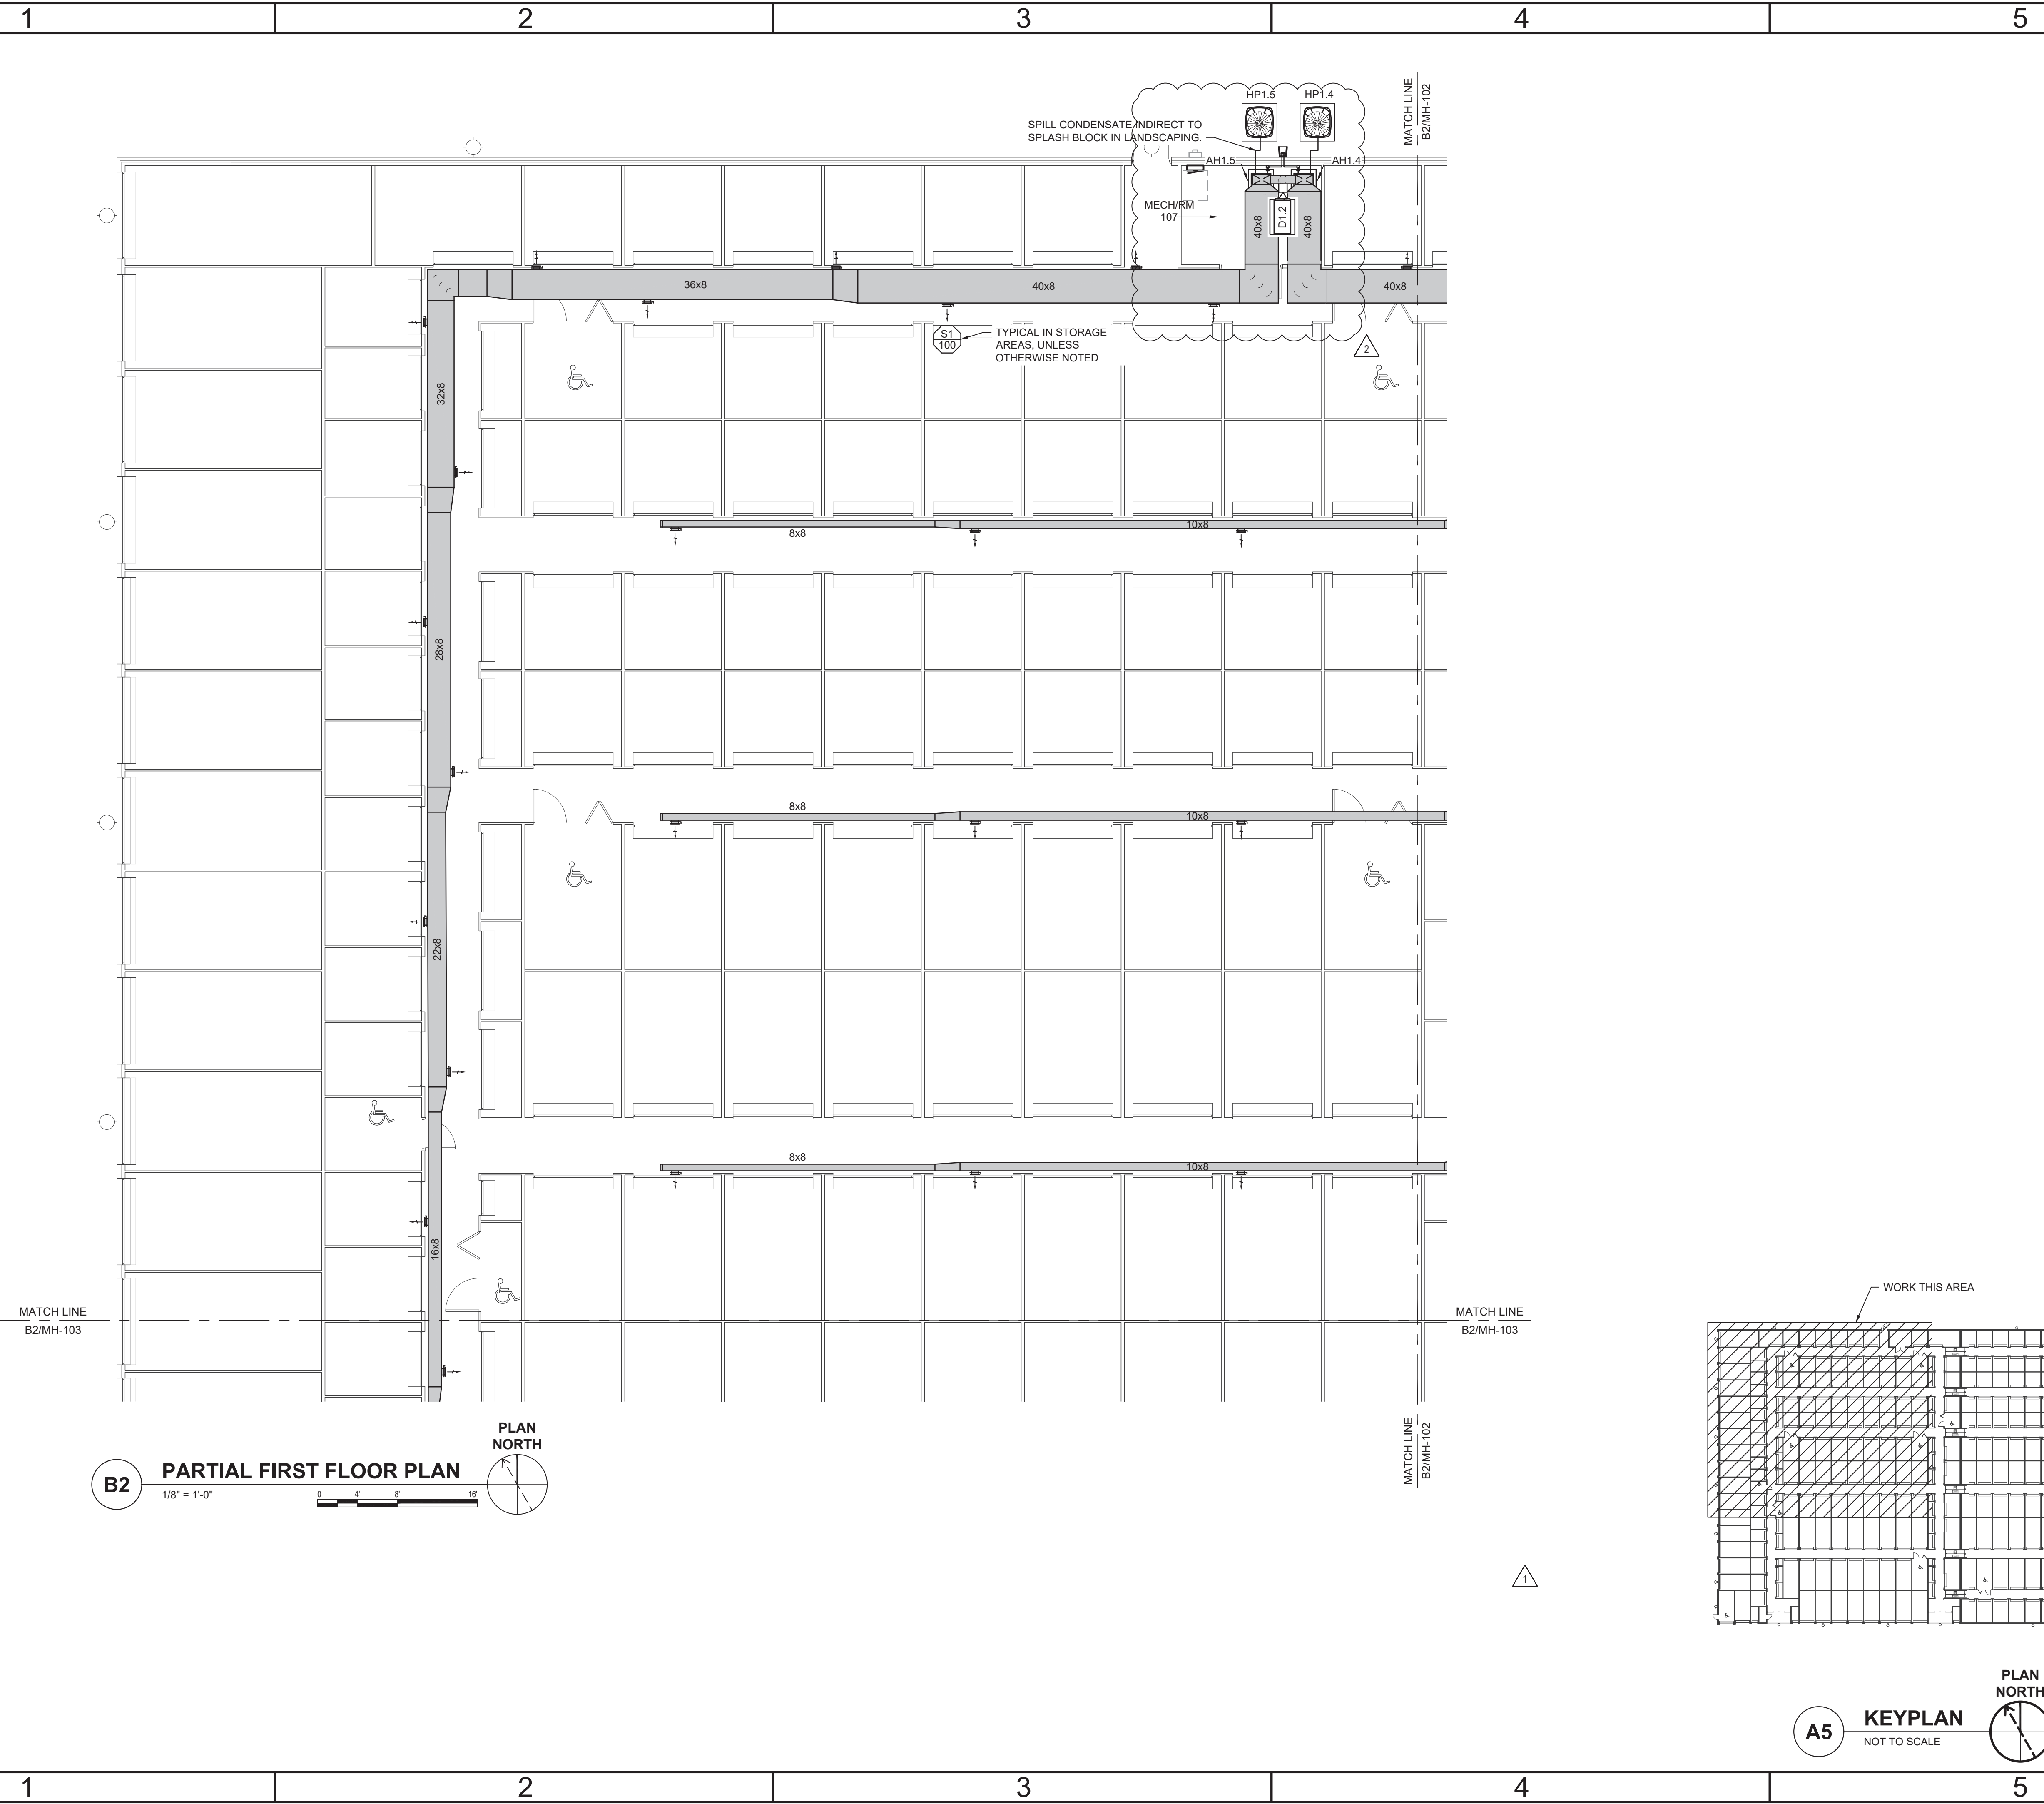 1 2 3 4 5
MATCH LINE
B2/MH-102
HP1.5 HP1.4
SPILL CONDENSATE INDIRECT TO
SPLASH BLOCK IN LANDSCAPING.
AH1.5 AH1.4
MECH/RM
107
40x8 D1.2 40x8
36x8 40x8 40x8
S1
100
TYPICAL IN STORAGE
AREAS, UNLESS
OTHERWISE NOTED
2
32x8
8x8 10x8
28x8
8x8 10x8
22x8
8x8 10x8
16x8
MATCH LINE
B2/MH-103
MATCH LINE
B2/MH-103
WORK THIS AREA
MATCH LINE
B2/MH-102
PLAN
NORTH
B2 PARTIAL FIRST FLOOR PLAN
1/8" = 1'-0"
0 4' 8' 16'
1
PLAN
NORTH
A5 KEYPLAN
NOT TO SCALE
1 2 3 4 5